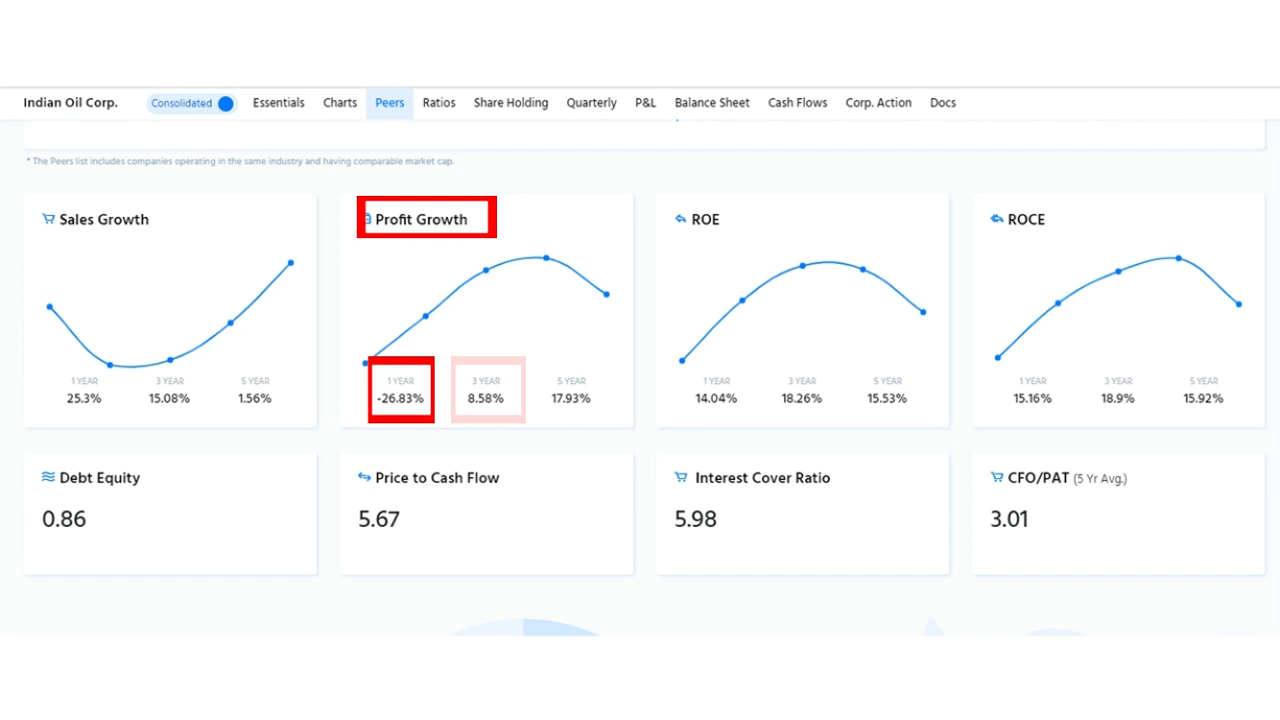 Indian Oil Corp. Consolidated Essentials Charts Peers Ratios Share Holding Quarterly P&L Balance Sheet Cash Flows Corp. Action Docs
* The Peers list includes companies operating in the same industry and having comparable market cap.
Sales Growth
1 YEAR 3 YEAR 5 YEAR
25.3% 15.08% 1.56%
Profit Growth
1 YEAR 3 YEAR 5 YEAR
-26.83% 8.58% 17.93%
ROE
1 YEAR 3 YEAR 5 YEAR
14.04% 18.26% 15.53%
ROCE
1 YEAR 3 YEAR 5 YEAR
15.16% 18.9% 15.92%
Debt Equity
0.86
Price to Cash Flow
5.67
Interest Cover Ratio
5.98
CFO/PAT (5 Yr Avg.)
3.01